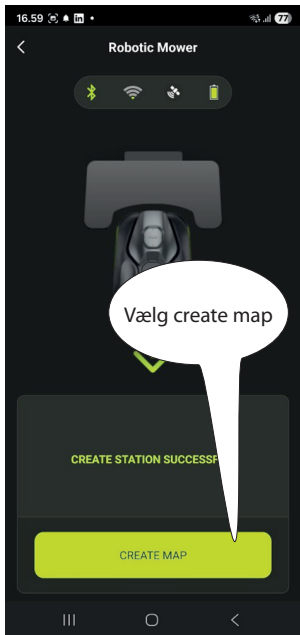 16.59
77
Robotic Mower
Vælg create map
CREATE STATION SUCCESSF
CREATE MAP